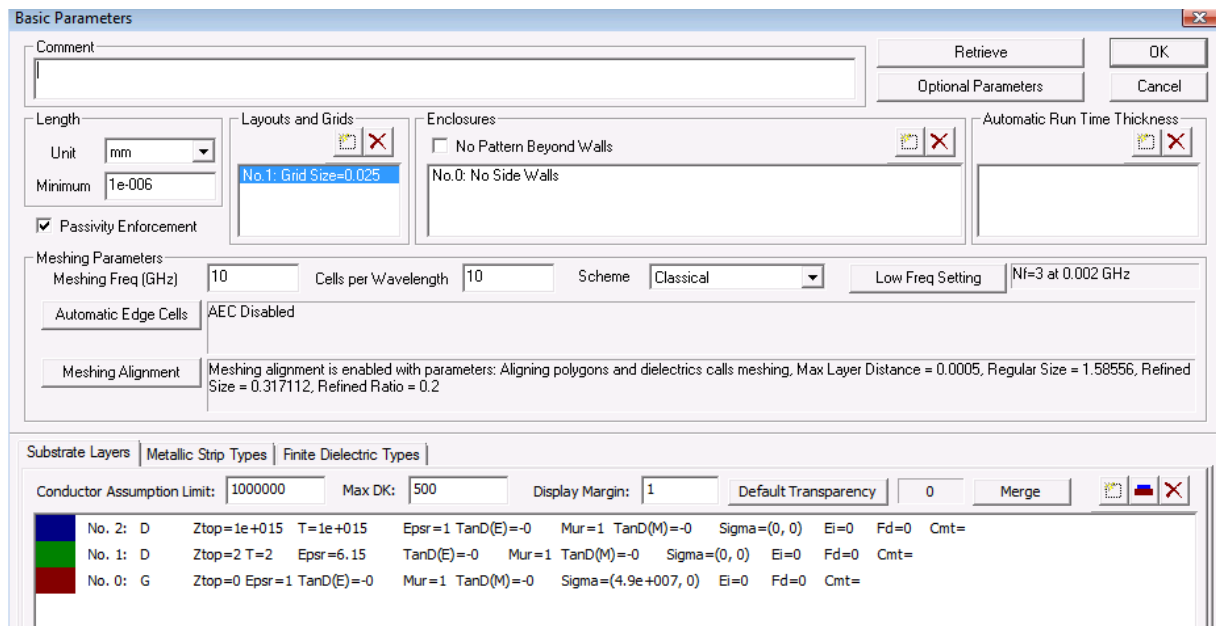 Basic Parameters
Comment
Retrieve
OK
Optional Parameters
Cancel
Length
Layouts and Grids
Enclosures
Automatic Run Time Thickness
Unit mm
No Pattern Beyond Walls
Minimum 1e-006
No.1: Grid Size=0.025
No.0: No Side Walls
Passivity Enforcement
Meshing Parameters
Meshing Freq (GHz) 10 Cells per Wavelength 10 Scheme Classical Low Freq Setting Nf=3 at 0.002 GHz
Automatic Edge Cells AEC Disabled
Meshing Alignment Meshing alignment is enabled with parameters: Aligning polygons and dielectrics calls meshing, Max Layer Distance = 0.0005, Regular Size = 1.58556, Refined
Size = 0.317112, Refined Ratio = 0.2
Substrate Layers Metallic Strip Types Finite Dielectric Types
Conductor Assumption Limit: 1000000 Max DK: 500 Display Margin: 1 Default Transparency 0 Merge
No. 2: D Ztop=1e+015 T=1e+015 Epsr=1 TanD(E)=-0 Mur=1 TanD(M)=-0 Sigma=(0, 0) Ei=0 Fd=0 Cmt=
No. 1: D Ztop=2 T=2 Epsr=6.15 TanD(E)=-0 Mur=1 TanD(M)=-0 Sigma=(0, 0) Ei=0 Fd=0 Cmt=
No. 0: G Ztop=0 Epsr=1 TanD(E)=-0 Mur=1 TanD(M)=-0 Sigma=(4.9e+007, 0) Ei=0 Fd=0 Cmt=